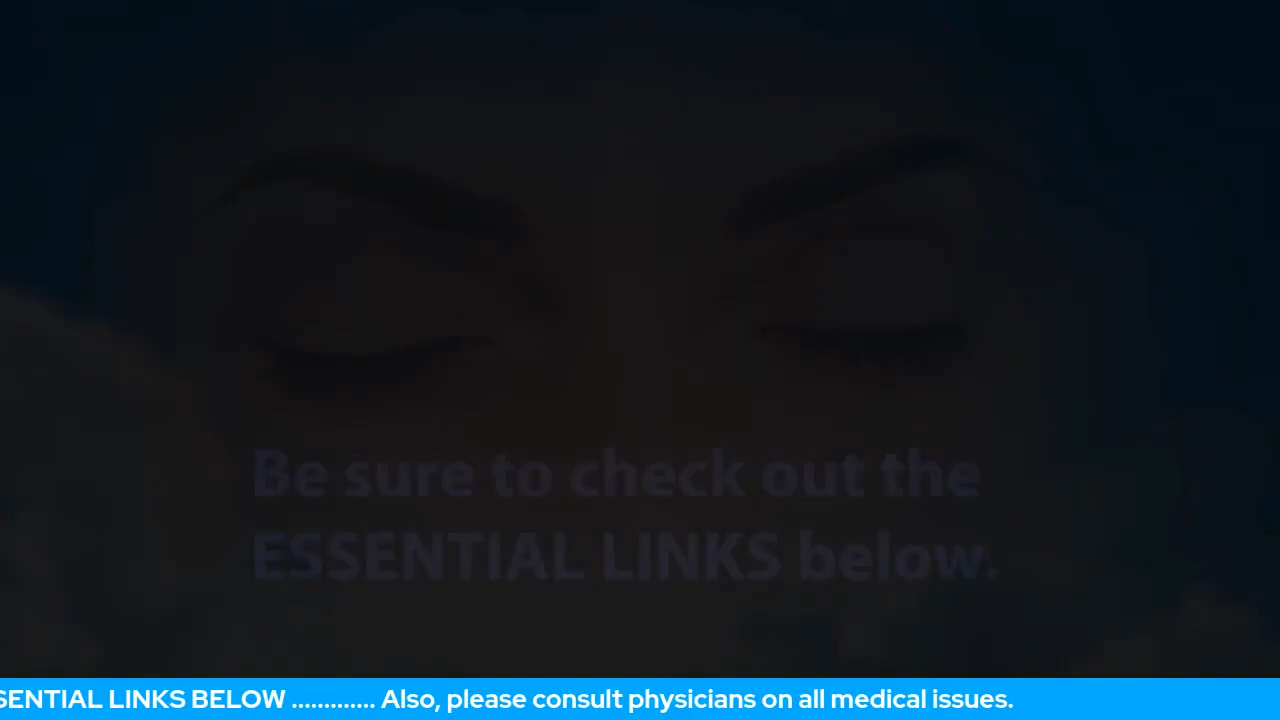 Be sure to check out the
ESSENTIAL LINKS below.
SENTIAL LINKS BELOW ............. Also, please consult physicians on all medical issues.